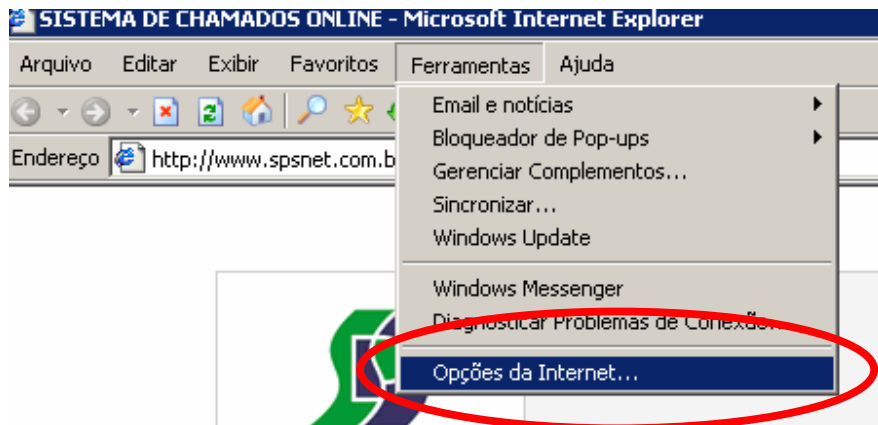 SISTEMA DE CHAMADOS ONLINE - Microsoft Internet Explorer
Arquivo Editar Exibir Favoritos Ferramentas Ajuda
Email e notícias
Bloqueador de Pop-ups
Endereço http://www.spsnet.com.b
Gerenciar Complementos...
Sincronizar...
Windows Update
Windows Messenger
Diagnosticar Problemas de Conexão...
Opções da Internet...